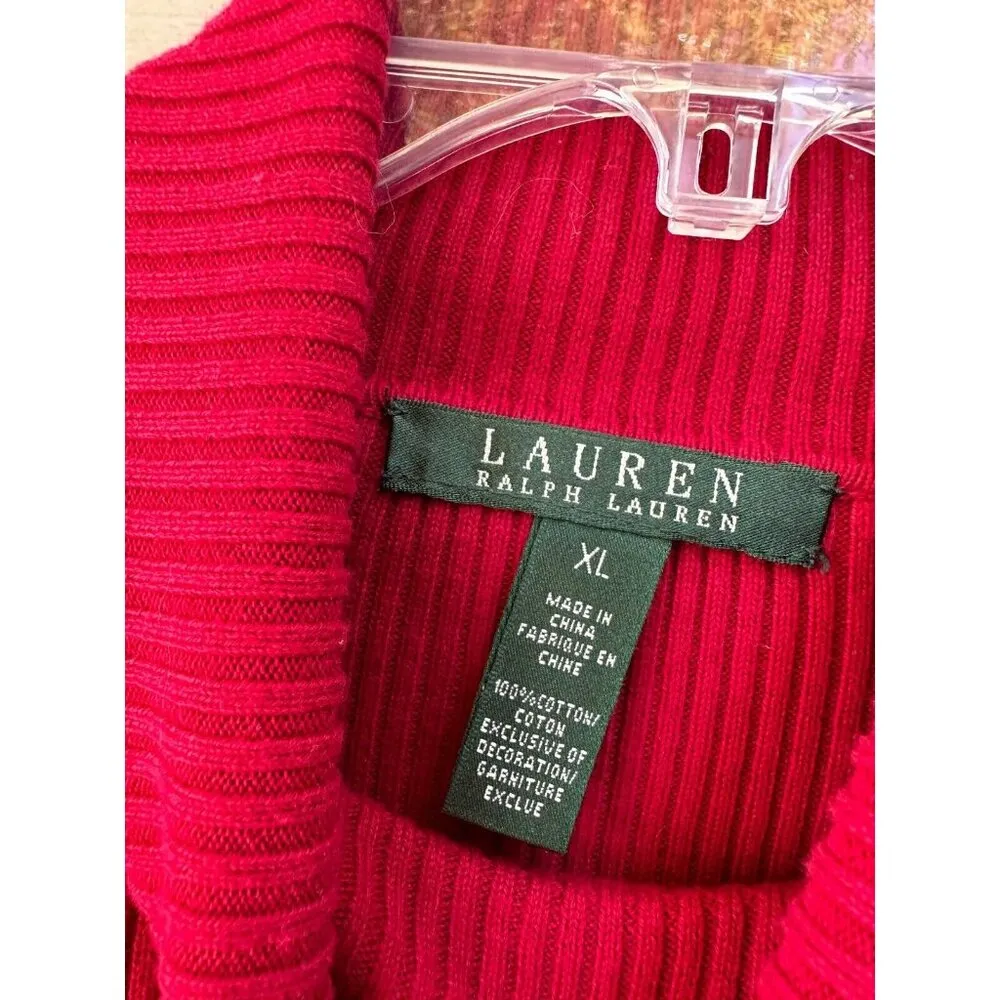 LAUREN
RALPH LAUREN
XL
MADE IN
CHINA
FABRIQUE EN
CHINE
100%COTTON/
COTON
EXCLUSIVE OF
DECORATION/
GARNITURE
EXCLUE